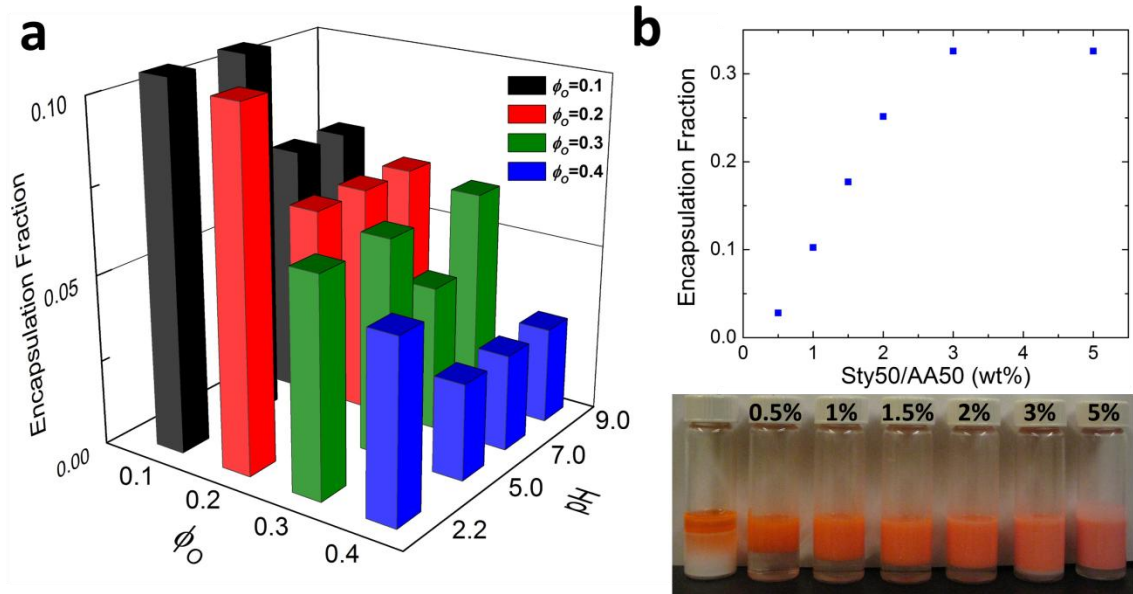 a
Encapsulation Fraction
0.10
0.05
0.00
0.1
0.2
0.3
0.4
ϕO
2.2
5.0
7.0
9.0
pH
ϕO=0.1
ϕO=0.2
ϕO=0.3
ϕO=0.4
b
Encapsulation Fraction
0.3
0.2
0.1
0.0
0 1 2 3 4 5
Sty50/AA50 (wt%)
0.5% 1% 1.5% 2% 3% 5%